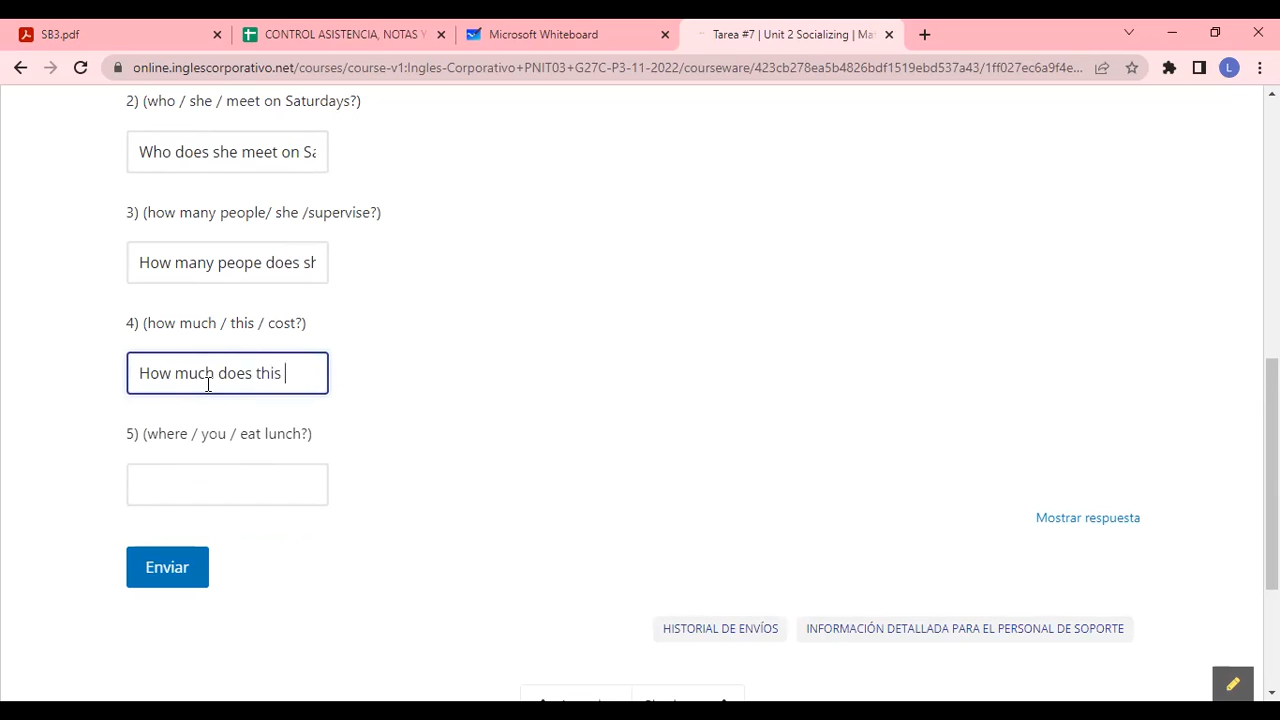 SB3.pdf
CONTROL ASISTENCIA, NOTAS Y
Microsoft Whiteboard
Tarea #7 | Unit 2 Socializing | Ma
online.inglescorporativo.net/courses/course-v1:Ingles-Corporativo+PNIT03+G27C-P3-11-2022/courseware/423cb278ea5b4826bdf1519ebd537a43/1ff027ec6a9f4e...
L
2) (who / she / meet on Saturdays?)
Who does she meet on Sa
3) (how many people/ she /supervise?)
How many peope does sh
4) (how much / this / cost?)
How much does this
5) (where / you / eat lunch?)
Mostrar respuesta
Enviar
HISTORIAL DE ENVÍOS
INFORMACIÓN DETALLADA PARA EL PERSONAL DE SOPORTE